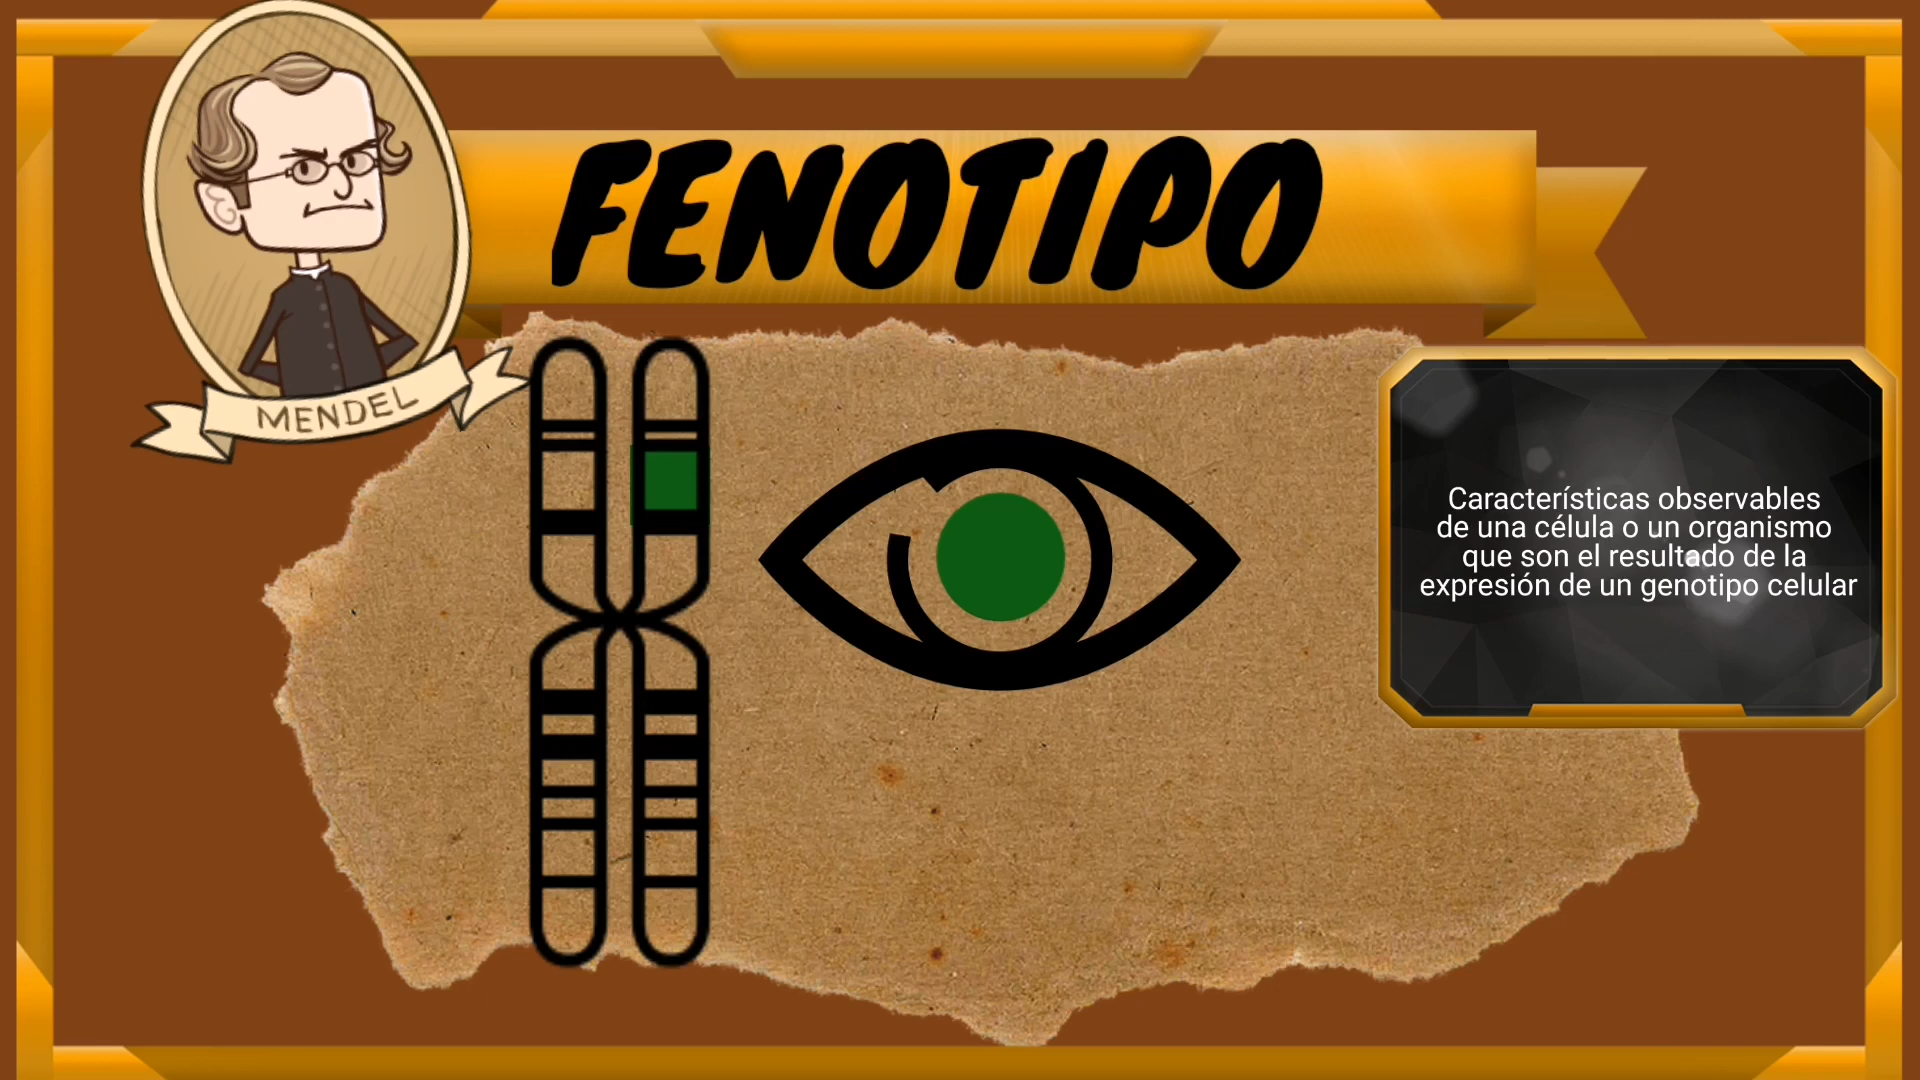 FENOTIPO
MENDEL
Características observables
de una célula o un organismo
que son el resultado de la
expresión de un genotipo celular